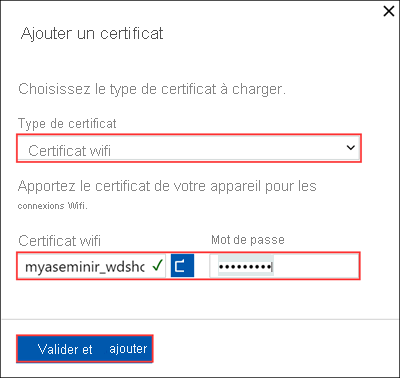 Ajouter un certificat
Choisissez le type de certificat à charger.
Type de certificat
Certificat wifi
Apportez le certificat de votre appareil pour les
connexions Wifi.
Certificat wifi Mot de passe
myaseminir_wdshc •••••••••
Valider et ajouter